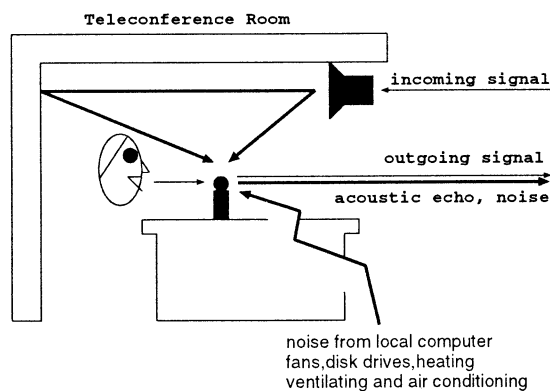 Teleconference Room
incoming signal
outgoing signal
acoustic echo, noise
noise from local computer
fans,disk drives,heating
ventilating and air conditioning